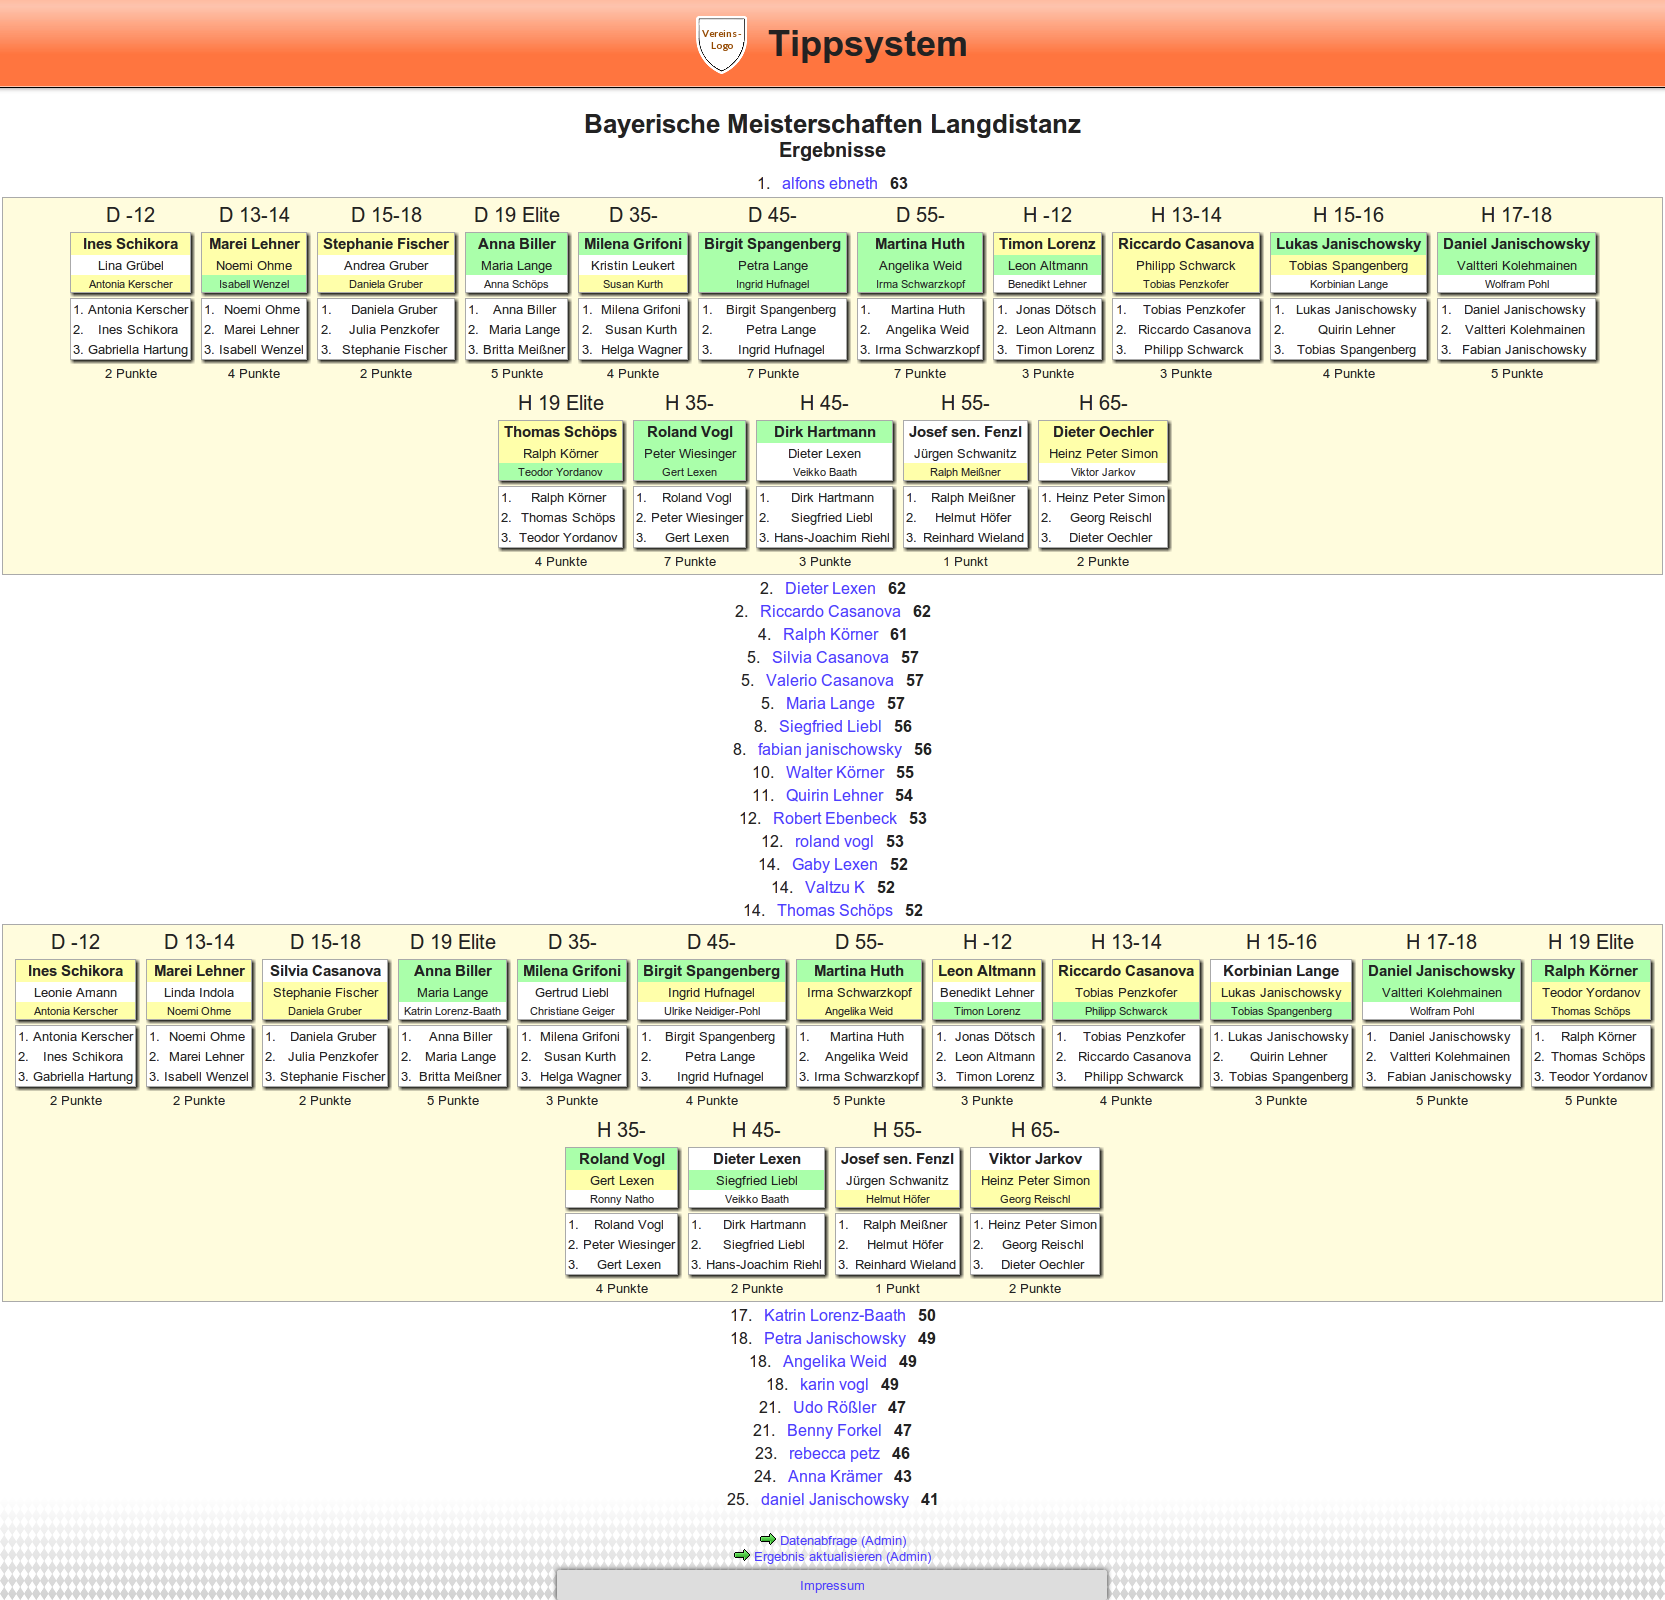 Vereins-
Logo
Tippsystem
Bayerische Meisterschaften Langdistanz
Ergebnisse
1. alfons ebneth 63
D -12 D 13-14 D 15-18 D 19 Elite D 35- D 45- D 55- H -12 H 13-14 H 15-16 H 17-18
Ines Schikora Marei Lehner Stephanie Fischer Anna Biller Milena Grifoni Birgit Spangenberg Martina Huth Timon Lorenz Riccardo Casanova Lukas Janischowsky Daniel Janischowsky
Lina Grübel Noemi Ohme Andrea Gruber Maria Lange Kristin Leukert Petra Lange Angelika Weid Leon Altmann Philipp Schwarck Tobias Spangenberg Valtteri Kolehmainen
Antonia Kerscher Isabell Wenzel Daniela Gruber Anna Schöps Susan Kurth Ingrid Hufnagel Irma Schwarzkopf Benedikt Lehner Tobias Penzkofer Korbinian Lange Wolfram Pohl
1. Antonia Kerscher 1. Noemi Ohme 1. Daniela Gruber 1. Anna Biller 1. Milena Grifoni 1. Birgit Spangenberg 1. Martina Huth 1. Jonas Dötsch 1. Tobias Penzkofer 1. Lukas Janischowsky 1. Daniel Janischowsky
2. Ines Schikora 2. Marei Lehner 2. Julia Penzkofer 2. Maria Lange 2. Susan Kurth 2. Petra Lange 2. Angelika Weid 2. Leon Altmann 2. Riccardo Casanova 2. Quirin Lehner 2. Valtteri Kolehmainen
3. Gabriella Hartung 3. Isabell Wenzel 3. Stephanie Fischer 3. Britta Meißner 3. Helga Wagner 3. Ingrid Hufnagel 3. Irma Schwarzkopf 3. Timon Lorenz 3. Philipp Schwarck 3. Tobias Spangenberg 3. Fabian Janischowsky
2 Punkte 4 Punkte 2 Punkte 5 Punkte 4 Punkte 7 Punkte 7 Punkte 3 Punkte 3 Punkte 4 Punkte 5 Punkte
H 19 Elite H 35- H 45- H 55- H 65-
Thomas Schöps Roland Vogl Dirk Hartmann Josef sen. Fenzl Dieter Oechler
Ralph Körner Peter Wiesinger Dieter Lexen Jürgen Schwanitz Heinz Peter Simon
Teodor Yordanov Gert Lexen Veikko Baath Ralph Meißner Viktor Jarkov
1. Ralph Körner 1. Roland Vogl 1. Dirk Hartmann 1. Ralph Meißner 1. Heinz Peter Simon
2. Thomas Schöps 2. Peter Wiesinger 2. Siegfried Liebl 2. Helmut Höfer 2. Georg Reischl
3. Teodor Yordanov 3. Gert Lexen 3. Hans-Joachim Riehl 3. Reinhard Wieland 3. Dieter Oechler
4 Punkte 7 Punkte 3 Punkte 1 Punkt 2 Punkte
2. Dieter Lexen 62
2. Riccardo Casanova 62
4. Ralph Körner 61
5. Silvia Casanova 57
5. Valerio Casanova 57
5. Maria Lange 57
8. Siegfried Liebl 56
8. fabian janischowsky 56
10. Walter Körner 55
11. Quirin Lehner 54
12. Robert Ebenbeck 53
12. roland vogl 53
14. Gaby Lexen 52
14. Valtzu K 52
14. Thomas Schöps 52
D -12 D 13-14 D 15-18 D 19 Elite D 35- D 45- D 55- H -12 H 13-14 H 15-16 H 17-18 H 19 Elite
Ines Schikora Marei Lehner Silvia Casanova Anna Biller Milena Grifoni Birgit Spangenberg Martina Huth Leon Altmann Riccardo Casanova Korbinian Lange Daniel Janischowsky Ralph Körner
Leonie Amann Linda Indola Stephanie Fischer Maria Lange Gertrud Liebl Ingrid Hufnagel Irma Schwarzkopf Benedikt Lehner Tobias Penzkofer Lukas Janischowsky Valtteri Kolehmainen Teodor Yordanov
Antonia Kerscher Noemi Ohme Daniela Gruber Katrin Lorenz-Baath Christiane Geiger Ulrike Neidiger-Pohl Angelika Weid Timon Lorenz Philipp Schwarck Tobias Spangenberg Wolfram Pohl Thomas Schöps
1. Antonia Kerscher 1. Noemi Ohme 1. Daniela Gruber 1. Anna Biller 1. Milena Grifoni 1. Birgit Spangenberg 1. Martina Huth 1. Jonas Dötsch 1. Tobias Penzkofer 1. Lukas Janischowsky 1. Daniel Janischowsky 1. Ralph Körner
2. Ines Schikora 2. Marei Lehner 2. Julia Penzkofer 2. Maria Lange 2. Susan Kurth 2. Petra Lange 2. Angelika Weid 2. Leon Altmann 2. Riccardo Casanova 2. Quirin Lehner 2. Valtteri Kolehmainen 2. Thomas Schöps
3. Gabriella Hartung 3. Isabell Wenzel 3. Stephanie Fischer 3. Britta Meißner 3. Helga Wagner 3. Ingrid Hufnagel 3. Irma Schwarzkopf 3. Timon Lorenz 3. Philipp Schwarck 3. Tobias Spangenberg 3. Fabian Janischowsky 3. Teodor Yordanov
2 Punkte 2 Punkte 2 Punkte 5 Punkte 3 Punkte 4 Punkte 5 Punkte 3 Punkte 4 Punkte 3 Punkte 5 Punkte 5 Punkte
H 35- H 45- H 55- H 65-
Roland Vogl Dieter Lexen Josef sen. Fenzl Viktor Jarkov
Gert Lexen Siegfried Liebl Jürgen Schwanitz Heinz Peter Simon
Ronny Natho Veikko Baath Helmut Höfer Georg Reischl
1. Roland Vogl 1. Dirk Hartmann 1. Ralph Meißner 1. Heinz Peter Simon
2. Peter Wiesinger 2. Siegfried Liebl 2. Helmut Höfer 2. Georg Reischl
3. Gert Lexen 3. Hans-Joachim Riehl 3. Reinhard Wieland 3. Dieter Oechler
4 Punkte 2 Punkte 1 Punkt 2 Punkte
17. Katrin Lorenz-Baath 50
18. Petra Janischowsky 49
18. Angelika Weid 49
18. karin vogl 49
21. Udo Rößler 47
21. Benny Forkel 47
23. rebecca petz 46
24. Anna Krämer 43
25. daniel Janischowsky 41
Datenabfrage (Admin)
Ergebnis aktualisieren (Admin)
Impressum